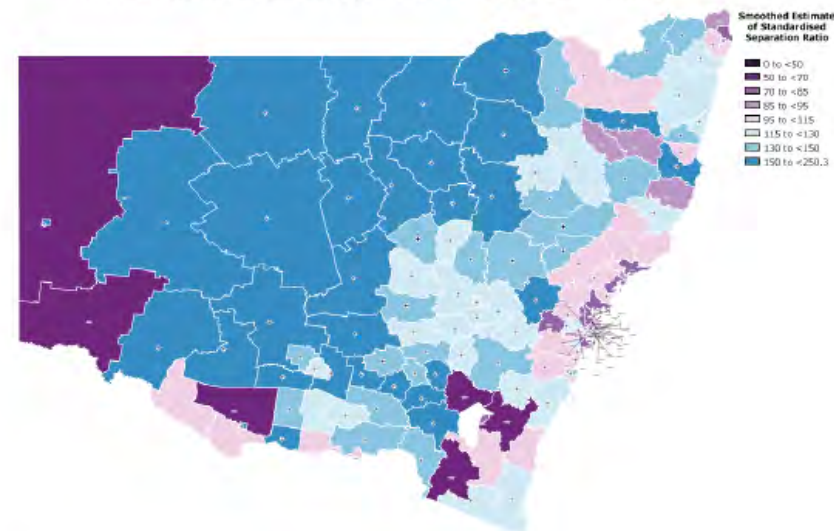 Smoothed Estimate
of Standardised
Separation Ratio
0 to <50
50 to <70
70 to <85
85 to <95
95 to <115
115 to <130
130 to <150
150 to <250.3